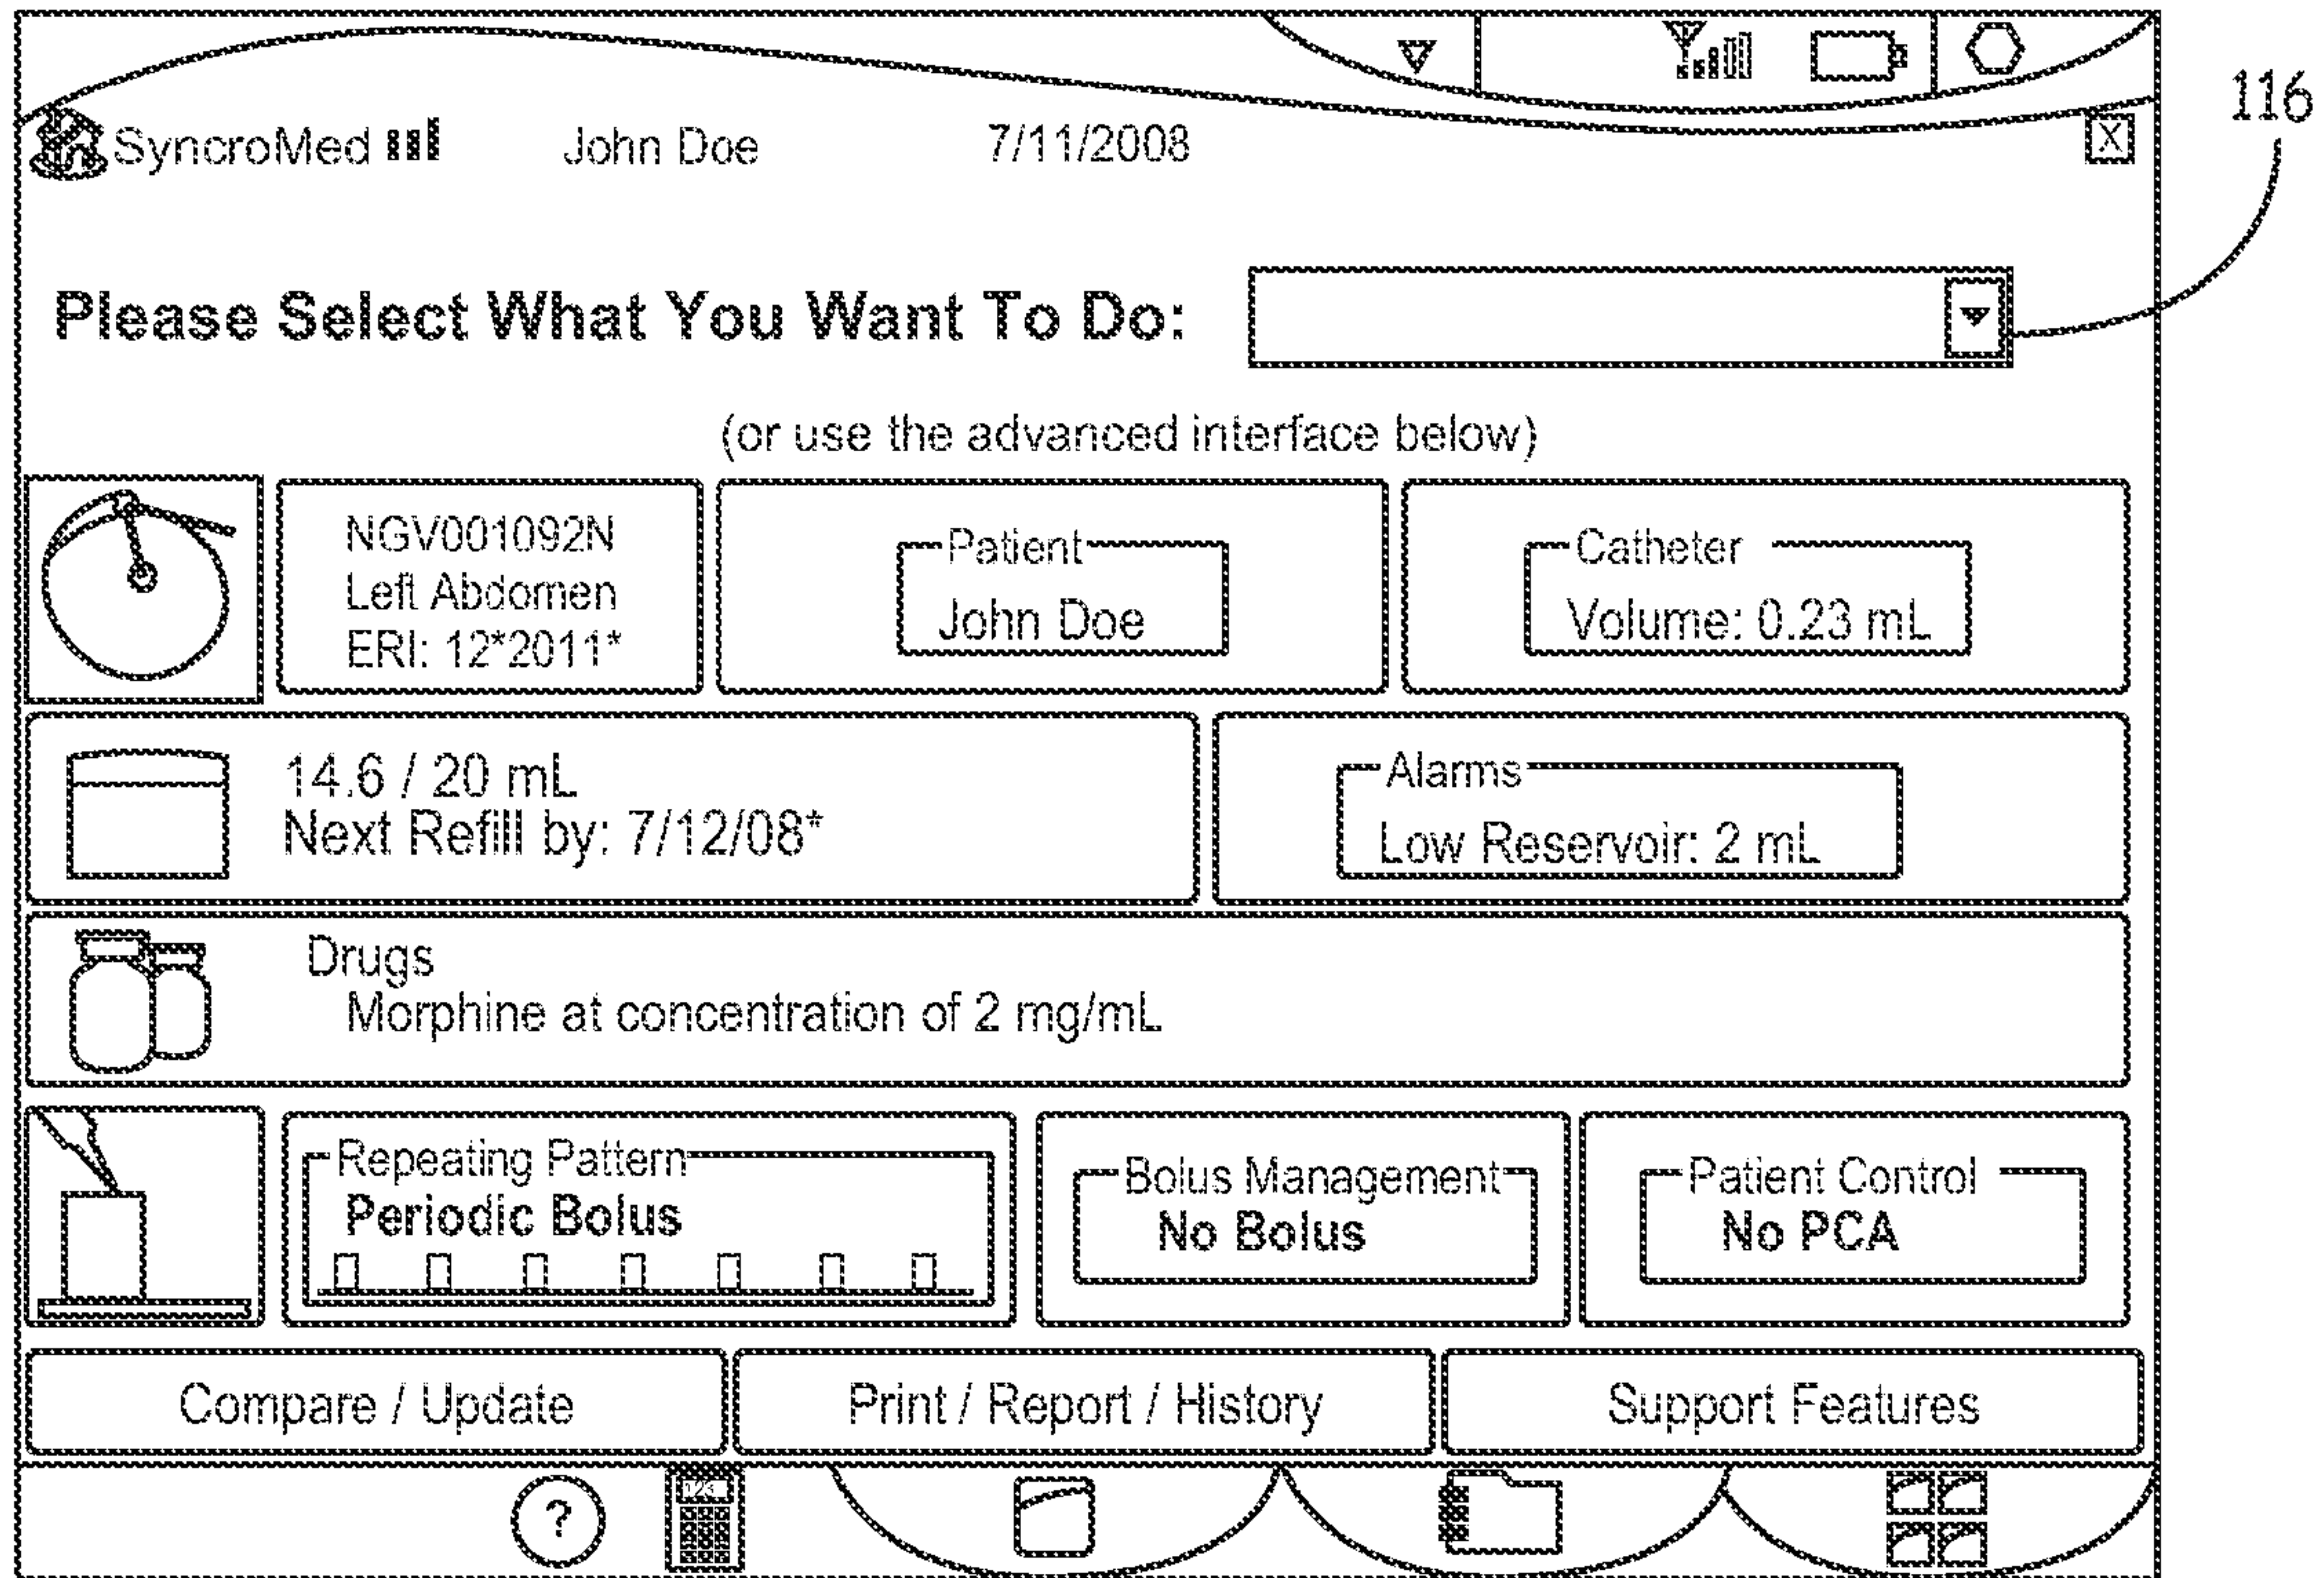 SyncroMed John Doe 7/11/2008 X
116
Please Select What You Want To Do:
(or use the advanced interface below)
NGV001092N
Left Abdomen
ERI: 12*2011*
Patient
John Doe
Catheter
Volume: 0.23 mL
14.6 / 20 mL
Next Refill by: 7/12/08*
Alarms
Low Reservoir: 2 mL
Drugs
Morphine at concentration of 2 mg/mL
Repeating Pattern
Periodic Bolus
Bolus Management
No Bolus
Patient Control
No PCA
Compare / Update
Print / Report / History
Support Features
?
123